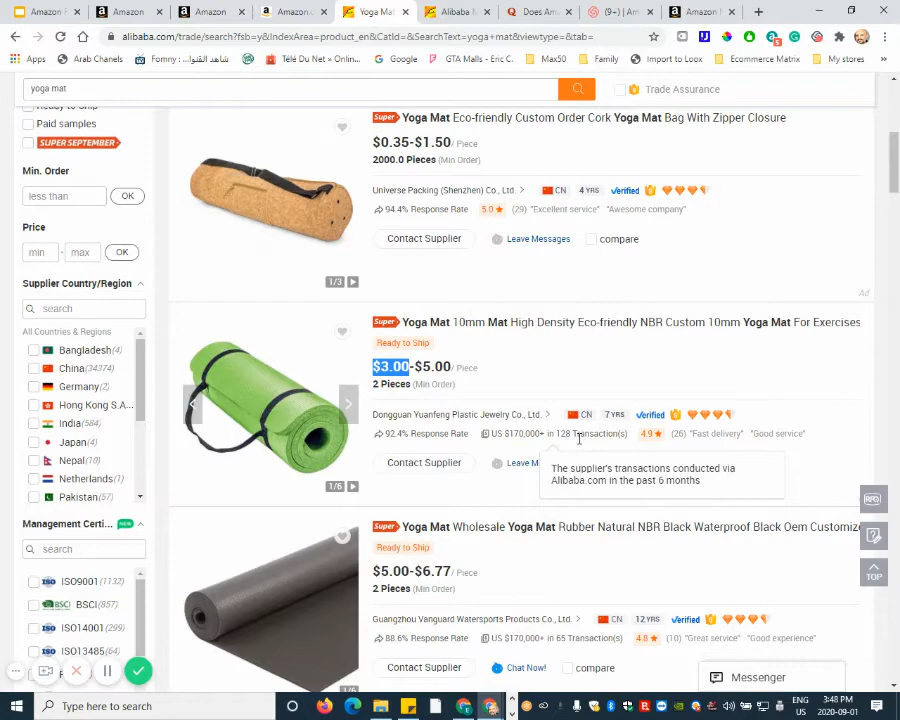 Amazon F
Amazon
Amazon
Amazon.c
Yoga Mat
Alibaba M
Does Am
(9+) | Am
Amazon M
alibaba.com/trade/search?fsb=y&IndexArea=product_en&CatId=&SearchText=yoga+mat&viewtype=&tab=
Apps Arab Chanels Fomny : شاهد القنوا... Télé Du Net » Onlin... Google GTA Malls - Eric C... Max50 Family Import to Loox Ecommerce Matrix My stores
yoga mat
Trade Assurance
Ready to Ship
Paid samples
SUPER SEPTEMBER
Min. Order
less than OK
Price
min - max OK
Supplier Country/Region
search
All Countries & Regions
Bangladesh(4)
China(34374)
Germany(2)
Hong Kong S.A...
India(584)
Japan(4)
Nepal(10)
Netherlands(1)
Pakistan(57)
Management Certi... NEW
search
ISO ISO9001(1132)
BSCI BSCI(857)
ISO ISO14001(299)
ISO ISO13485(64)
Super Yoga Mat Eco-friendly Custom Order Cork Yoga Mat Bag With Zipper Closure
$0.35-$1.50 / Piece
2000.0 Pieces (Min Order)
Universe Packing (Shenzhen) Co., Ltd. CN 4 YRS Verified
94.4% Response Rate 5.0 (29) "Excellent service" "Awesome company"
Contact Supplier Leave Messages compare
1/3
Ad
Super Yoga Mat 10mm Mat High Density Eco-friendly NBR Custom 10mm Yoga Mat For Exercises
Ready to Ship
$3.00-$5.00 / Piece
2 Pieces (Min Order)
Dongguan Yuanfeng Plastic Jewelry Co., Ltd. CN 7 YRS Verified
92.4% Response Rate US $170,000+ in 128 Transaction(s) 4.9 (26) "Fast delivery" "Good service"
Contact Supplier Leave M
The supplier's transactions conducted via
Alibaba.com in the past 6 months
1/6
RFQ
TOP
Super Yoga Mat Wholesale Yoga Mat Rubber Natural NBR Black Waterproof Black Oem Customize
Ready to Ship
$5.00-$6.77 / Piece
2 Pieces (Min Order)
Guangzhou Vanguard Watersports Products Co., Ltd. CN 12 YRS Verified
88.6% Response Rate US $170,000+ in 65 Transaction(s) 4.8 (10) "Great service" "Good experience"
Contact Supplier Chat Now! compare
1/6
Messenger
Type here to search
ENG
US
3:48 PM
2020-09-01